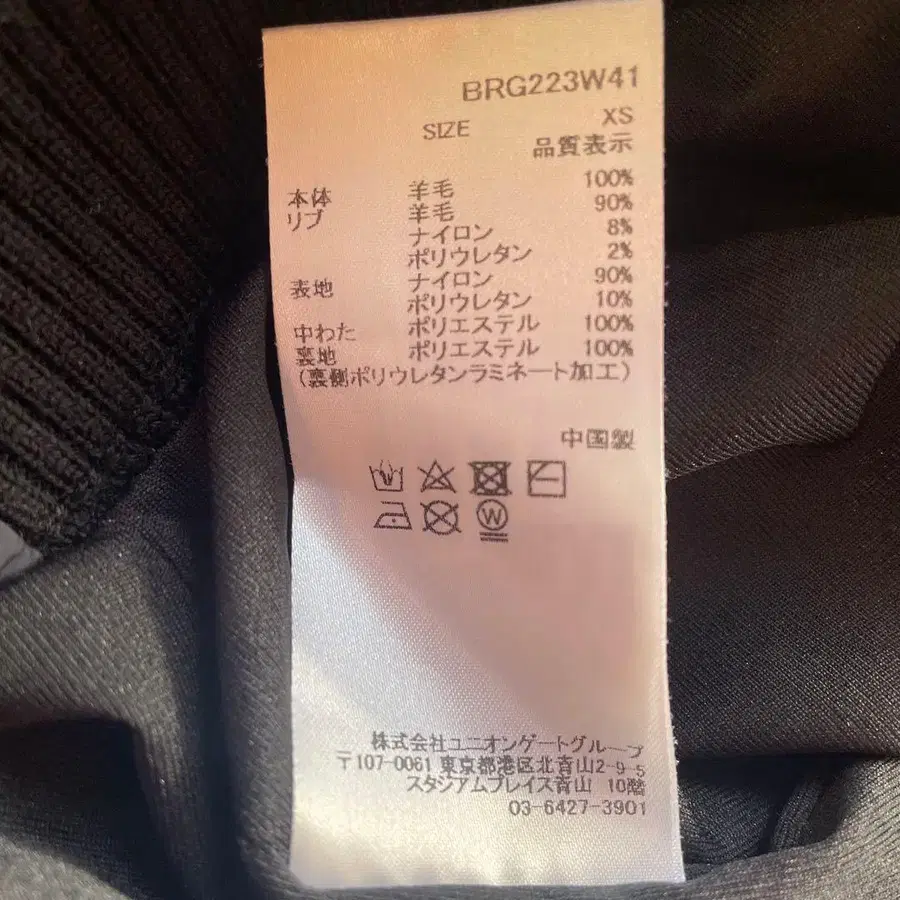 BRG223W41
SIZE XS
品質表示
本体 羊毛 100%
リブ 羊毛 90%
ナイロン 8%
ポリウレタン 2%
表地 ナイロン 90%
ポリウレタン 10%
中わた ポリエステル 100%
裏地 ポリエステル 100%
(裏側ポリウレタンラミネート加工)
中国製
W
株式会社ユニオンゲートグループ
〒107-0061 東京都港区北青山2-9-5
スタジアムプレイス青山 10階
03-6427-3901